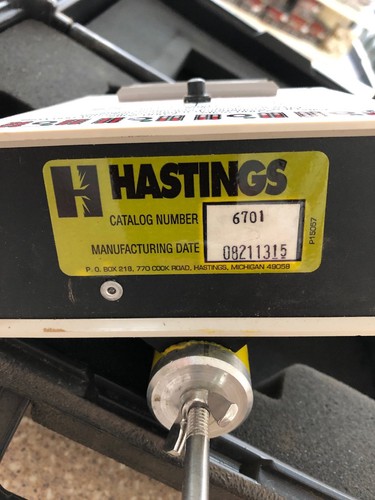 H HASTINGS
CATALOG NUMBER 6701
MANUFACTURING DATE 08211315
P.O. BOX 218, 770 COOK ROAD, HASTINGS, MICHIGAN 49058
P15057